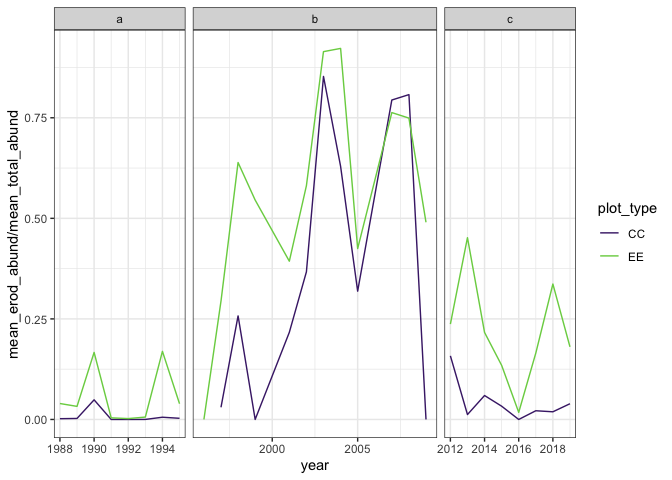 a b c
mean_erod_abund/mean_total_abund
0.75
0.50
0.25
0.00
1988 1990 1992 1994 2000 2005 2012 2014 2016 2018
year
plot_type
CC
EE